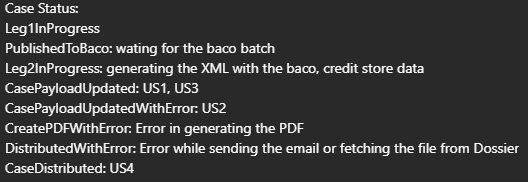 Case Status:
Leg1InProgress
PublishedToBaco: wating for the baco batch
Leg2InProgress: generating the XML with the baco, credit store data
CasePayloadUpdated: US1, US3
CasePayloadUpdatedWithError: US2
CreatePDFWithError: Error in generating the PDF
DistributedWithError: Error while sending the email or fetching the file from Dossier
CaseDistributed: US4